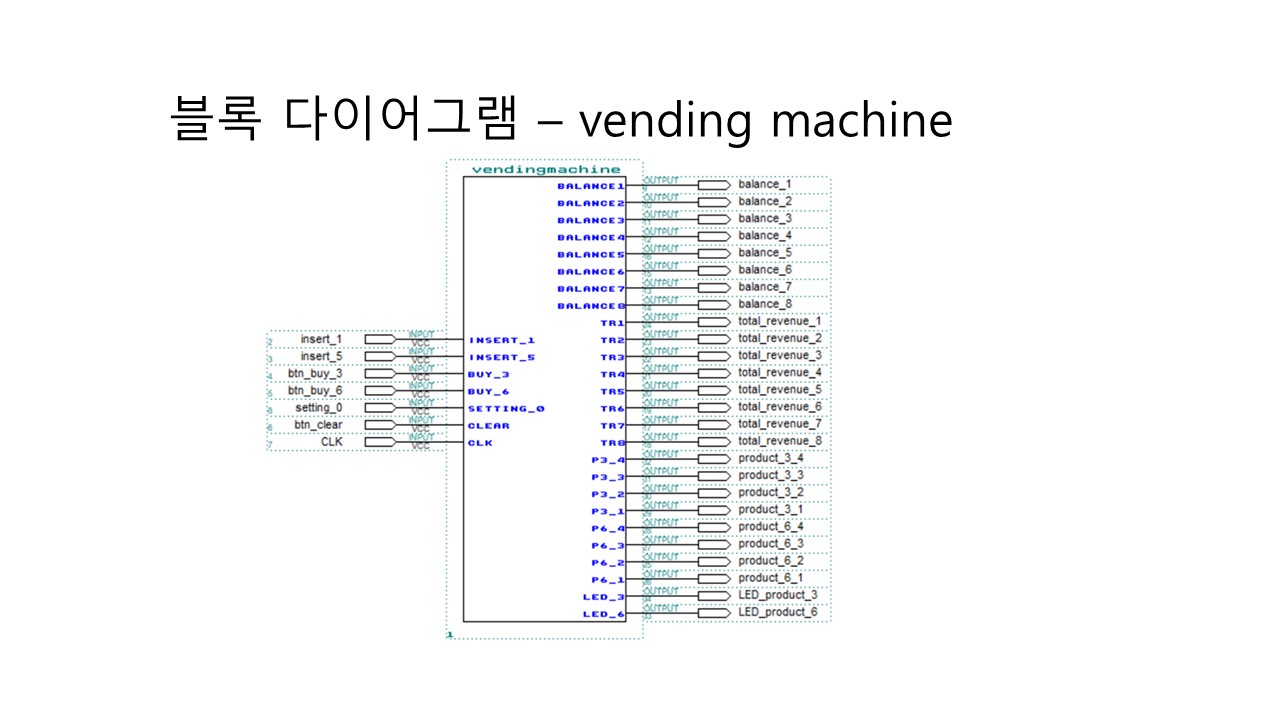 블록 다이어그램 – vending machine
vendingmachine
BALANCE1 OUTPUT balance_1
BALANCE2 OUTPUT balance_2
BALANCE3 OUTPUT balance_3
BALANCE4 OUTPUT balance_4
BALANCE5 OUTPUT balance_5
BALANCE6 OUTPUT balance_6
BALANCE7 OUTPUT balance_7
BALANCE8 OUTPUT balance_8
TR1 OUTPUT total_revenue_1
insert_1 INPUT VCC INSERT_1 TR2 OUTPUT total_revenue_2
insert_5 INPUT VCC INSERT_5 TR3 OUTPUT total_revenue_3
btn_buy_3 INPUT VCC BUY_3 TR4 OUTPUT total_revenue_4
btn_buy_6 INPUT VCC BUY_6 TR5 OUTPUT total_revenue_5
setting_0 INPUT VCC SETTING_0 TR6 OUTPUT total_revenue_6
btn_clear INPUT VCC CLEAR TR7 OUTPUT total_revenue_7
CLK INPUT VCC CLK TR8 OUTPUT total_revenue_8
P3_4 OUTPUT product_3_4
P3_3 OUTPUT product_3_3
P3_2 OUTPUT product_3_2
P3_1 OUTPUT product_3_1
P6_4 OUTPUT product_6_4
P6_3 OUTPUT product_6_3
P6_2 OUTPUT product_6_2
P6_1 OUTPUT product_6_1
LED_3 OUTPUT LED_product_3
LED_6 OUTPUT LED_product_6
1